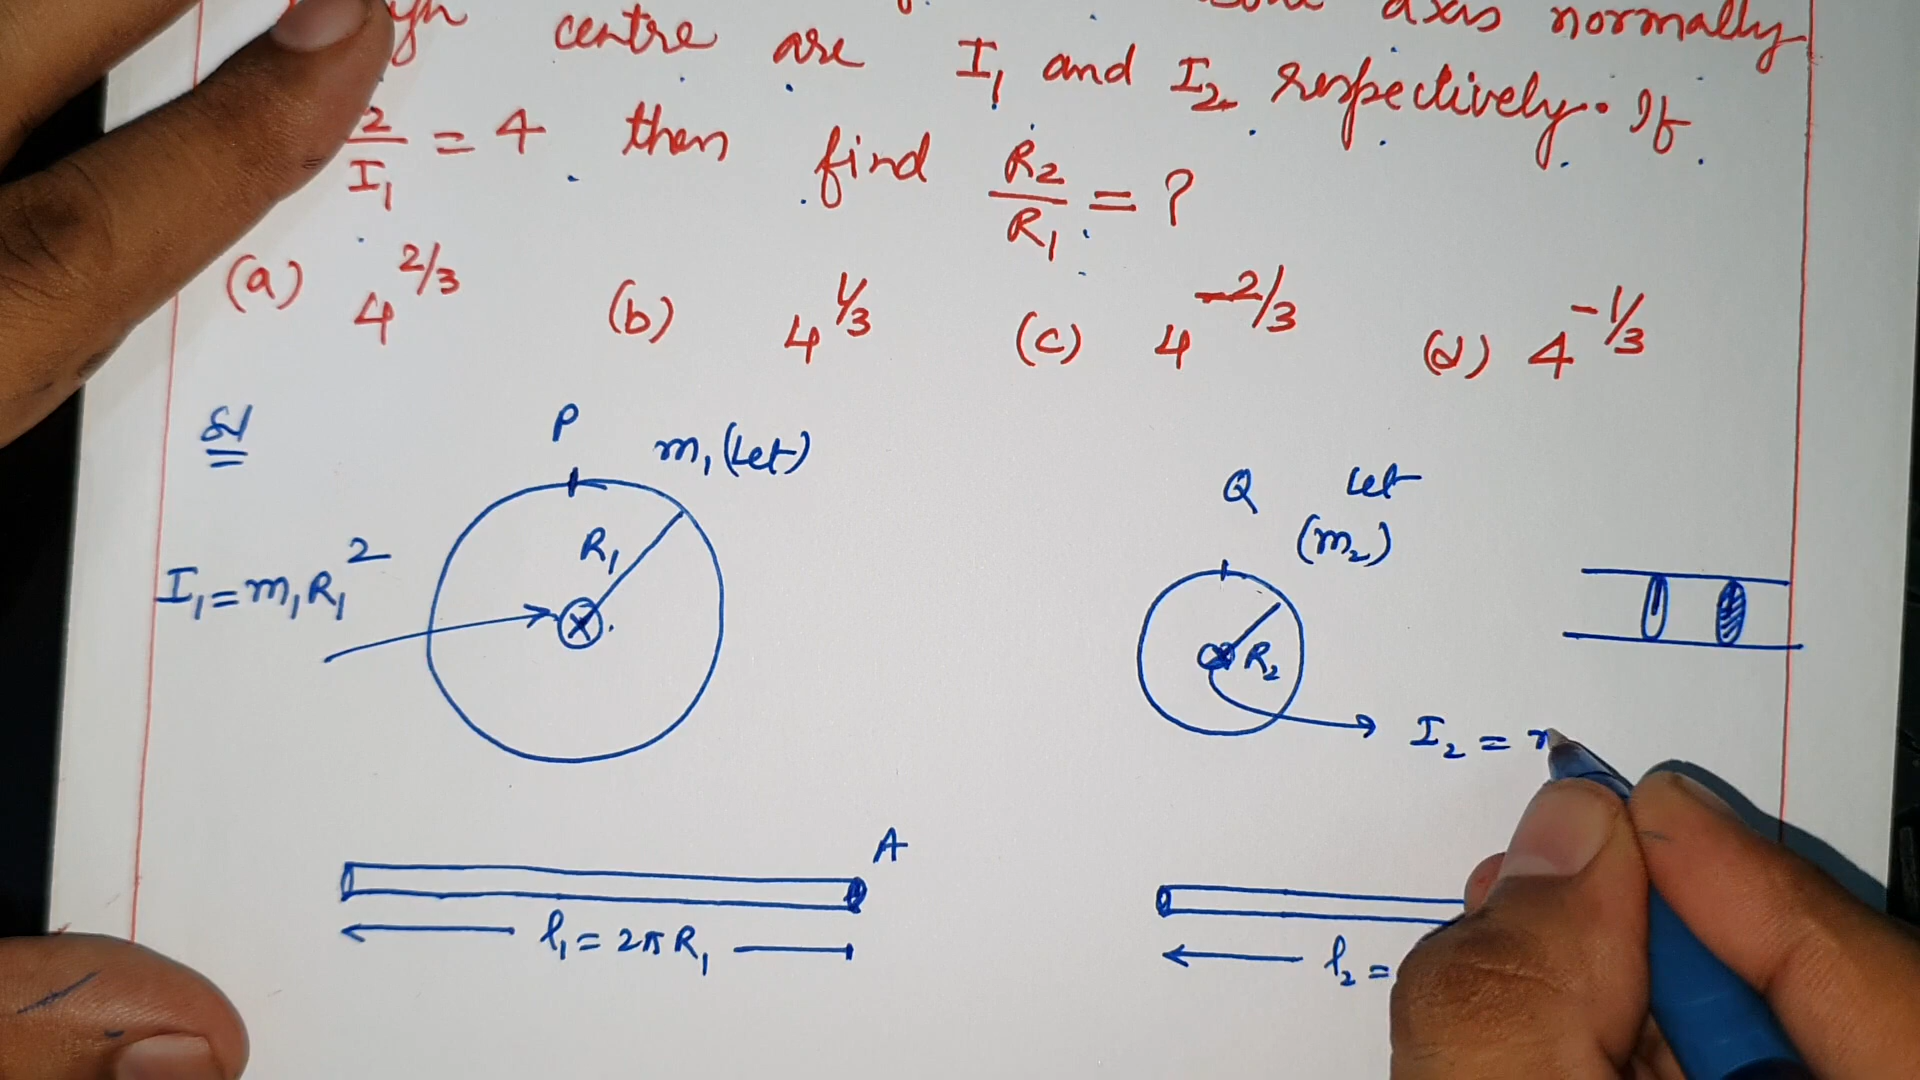 centre are I₁ and I₂ respectively. If
2/I₁ = 4 then find R₂/R₁ = ?
(a) 4^2/3 (b) 4^1/3 (c) 4^-2/3 (d) 4^-1/3
Sol
P m₁ (Let)
Q Let
(m₂)
R₁
I₁ = m₁R₁²
R₂
I₂ =
A
l₁ = 2πR₁
l₂ =